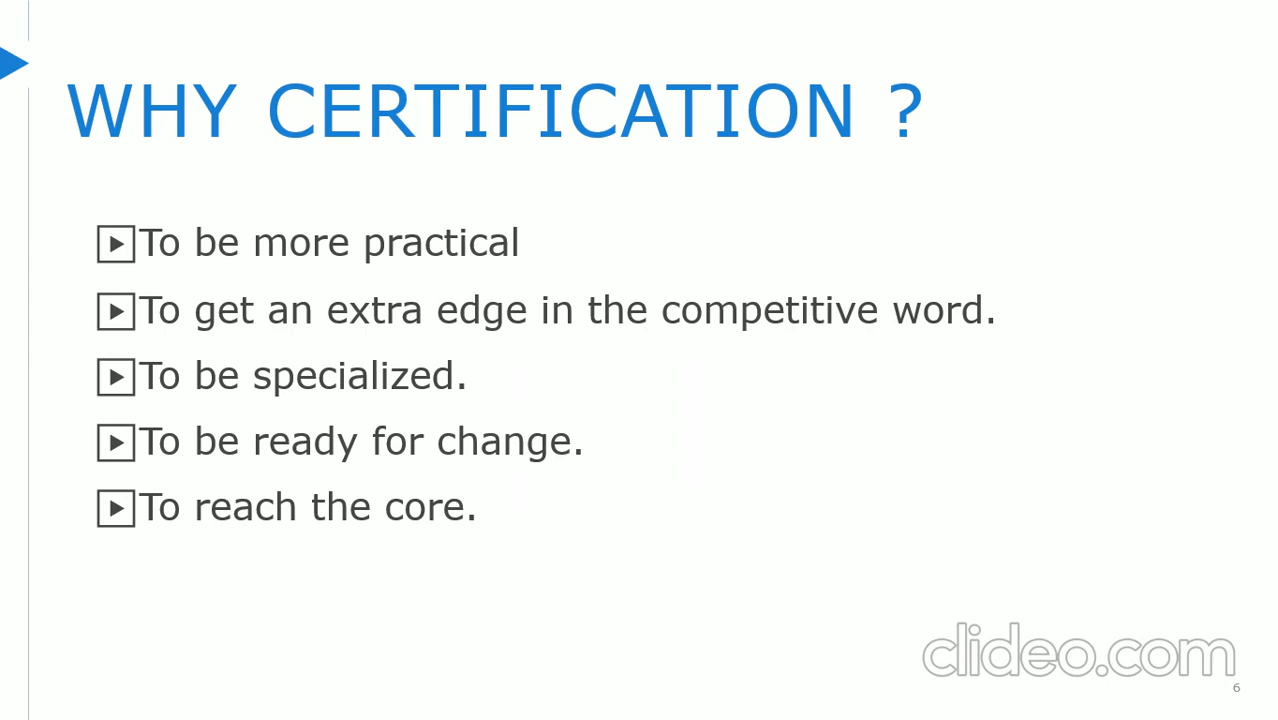 WHY CERTIFICATION ?
To be more practical
To get an extra edge in the competitive word.
To be specialized.
To be ready for change.
To reach the core.
clideo.com
6